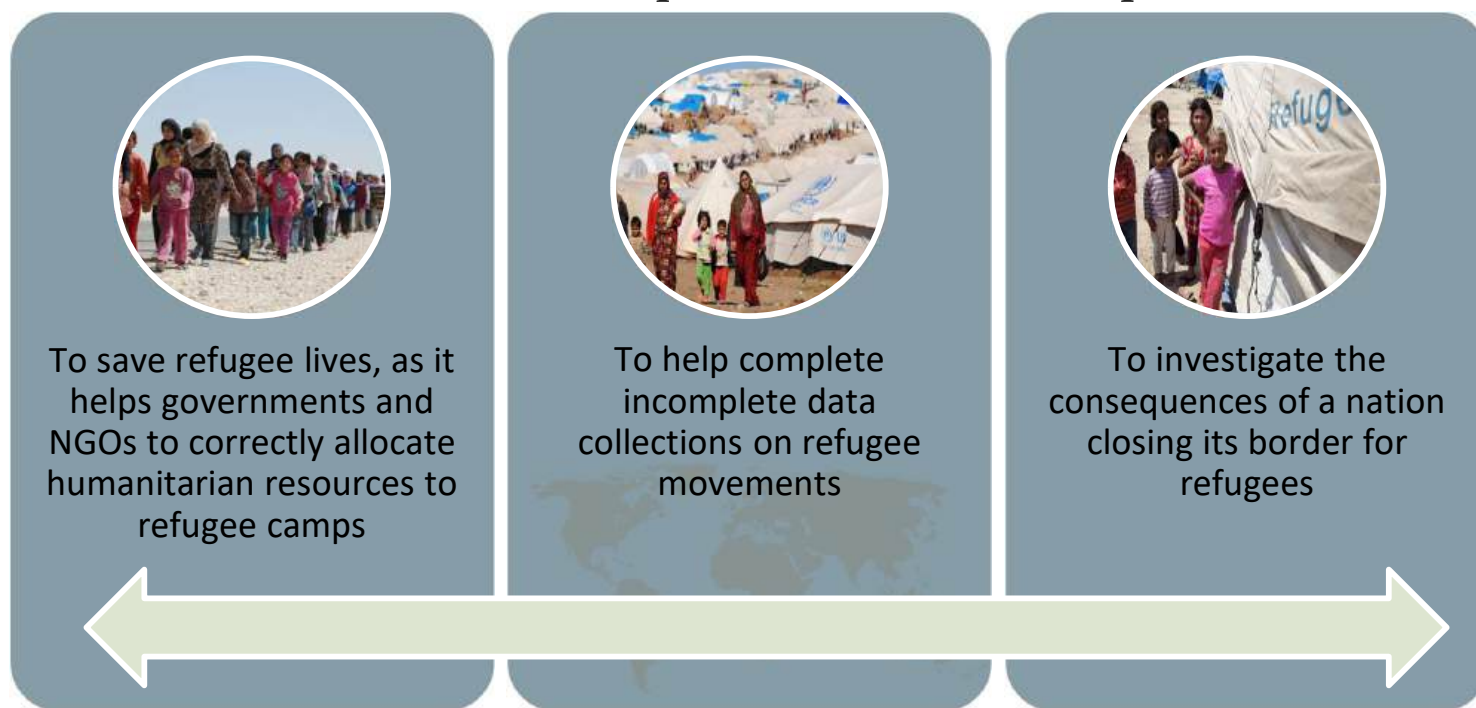 To save refugee lives, as it
helps governments and
NGOs to correctly allocate
humanitarian resources to
refugee camps
To help complete
incomplete data
collections on refugee
movements
To investigate the
consequences of a nation
closing its border for
refugees